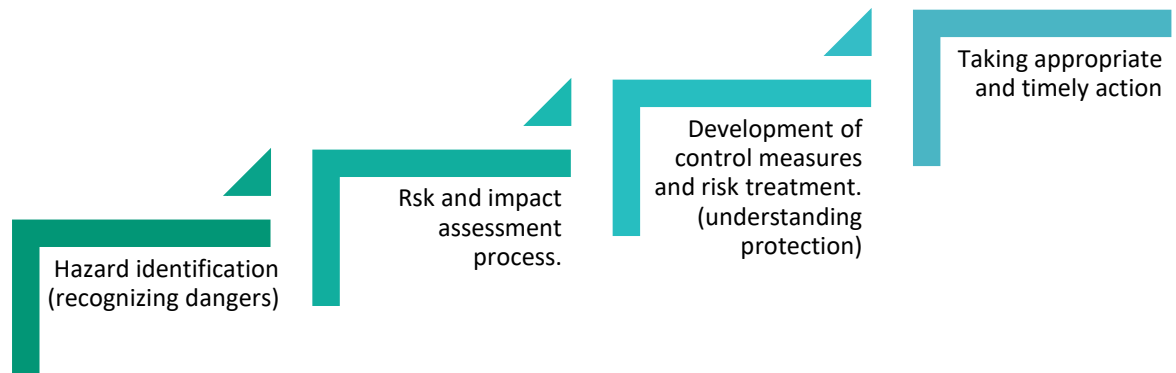 Hazard identification
(recognizing dangers)
Rsk and impact
assessment
process.
Development of
control measures
and risk treatment.
(understanding
protection)
Taking appropriate
and timely action